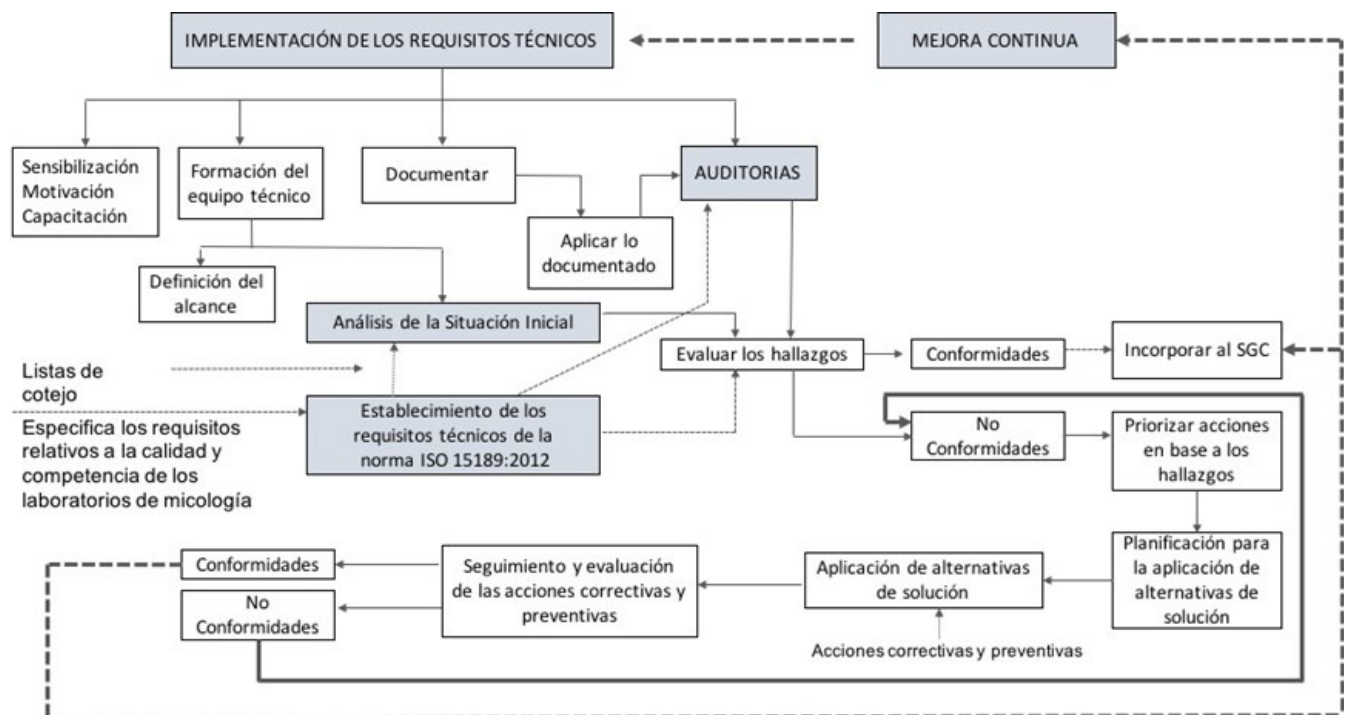 IMPLEMENTACIÓN DE LOS REQUISITOS TÉCNICOS
MEJORA CONTINUA
Sensibilización
Motivación
Capacitación
Formación del
equipo técnico
Documentar
AUDITORIAS
Aplicar lo
documentado
Definición del
alcance
Análisis de la Situación Inicial
Evaluar los hallazgos
Conformidades
Incorporar al SGC
Listas de
cotejo
Establecimiento de los
requisitos técnicos de la
norma ISO 15189:2012
Especifica los requisitos
relativos a la calidad y
competencia de los
laboratorios de micología
No
Conformidades
Priorizar acciones
en base a los
hallazgos
Planificación para
la aplicación de
alternativas de
solución
Aplicación de alternativas
de solución
Acciones correctivas y preventivas
Seguimiento y evaluación
de las acciones correctivas y
preventivas
Conformidades
No
Conformidades